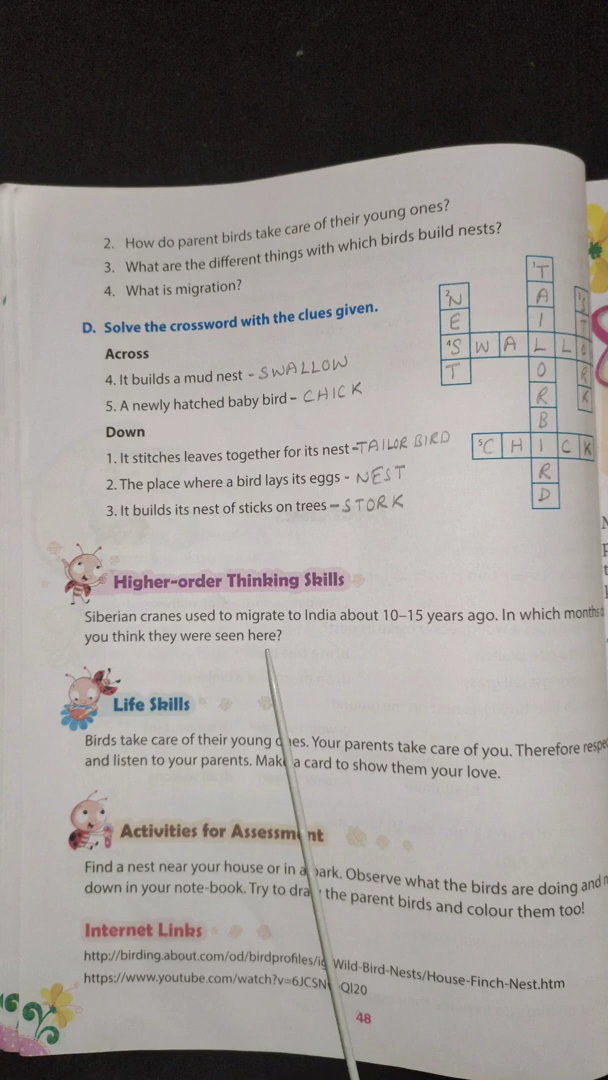 2. How do parent birds take care of their young ones?
3. What are the different things with which birds build nests?
4. What is migration?
D. Solve the crossword with the clues given.
Across
4. It builds a mud nest - SWALLOW
5. A newly hatched baby bird - CHICK
Down
1. It stitches leaves together for its nest - TAILOR BIRD
2. The place where a bird lays its eggs - NEST
3. It builds its nest of sticks on trees - STORK
1T
2N A 3S
E I T
4S W A L L O
T O R
R K
B
5C H I C K
R
D
Higher-order Thinking Skills
Siberian cranes used to migrate to India about 10–15 years ago. In which months
you think they were seen here?
Life Skills
Birds take care of their young ones. Your parents take care of you. Therefore
and listen to your parents. Make a card to show them your love.
Activities for Assessment
Find a nest near your house or in a park. Observe what the birds are doing and
down in your note-book. Try to draw the parent birds and colour them too!
Internet Links
http://birding.about.com/od/birdprofiles/ig Wild-Bird-Nests/House-Finch-Nest.htm
https://www.youtube.com/watch?v=6JCSN QI20
48